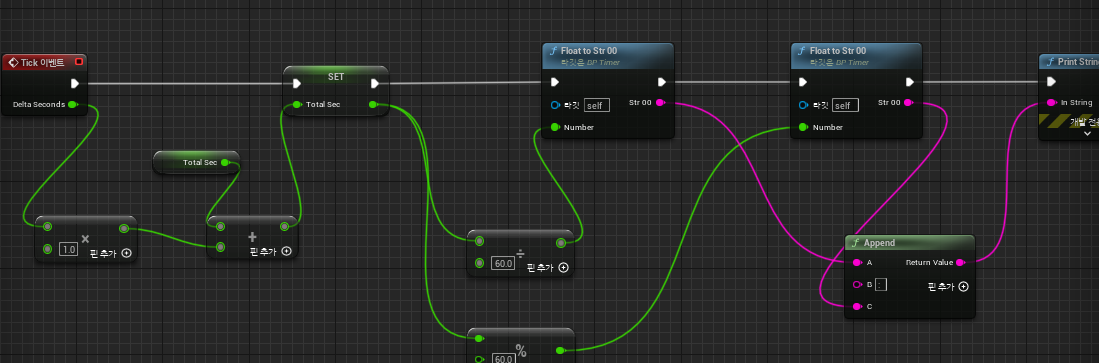 Tick 이벤트
Delta Seconds
SET
Total Sec
Float to Str 00
타깃은 BP Timer
타깃 self
Str 00
Number
Float to Str 00
타깃은 BP Timer
타깃 self
Str 00
Number
Print String
In String
개발 전용
Total Sec
×
1.0
핀 추가
+
핀 추가
÷
60.0
핀 추가
%
60.0
Append
A
Return Value
B :
핀 추가
C